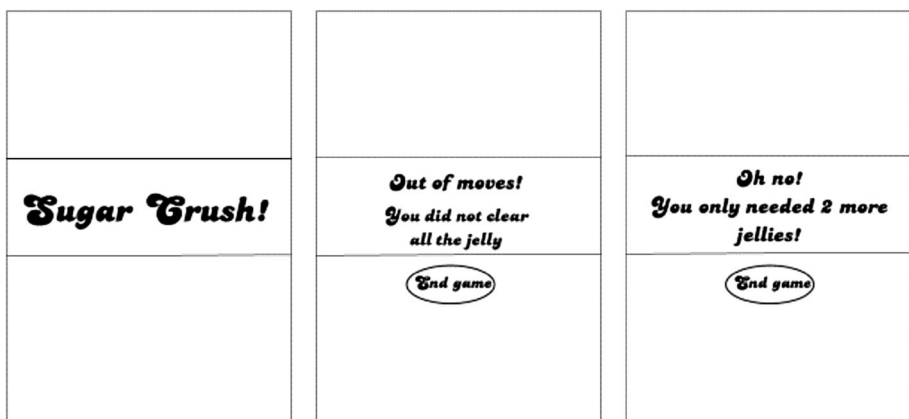 Sugar Crush!
Out of moves!
You did not clear
all the jelly
End game
Oh no!
You only needed 2 more
jellies!
End game